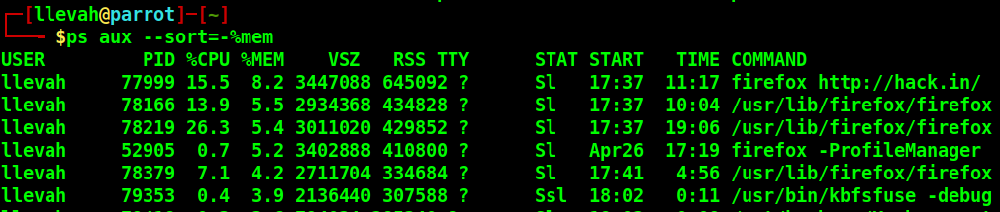 [llevah@parrot]-[~]
$ps aux --sort=-%mem
USER PID %CPU %MEM VSZ RSS TTY STAT START TIME COMMAND
llevah 77999 15.5 8.2 3447088 645092 ? Sl 17:37 11:17 firefox http://hack.in/
llevah 78166 13.9 5.5 2934368 434828 ? Sl 17:37 10:04 /usr/lib/firefox/firefox
llevah 78219 26.3 5.4 3011020 429852 ? Sl 17:37 19:06 /usr/lib/firefox/firefox
llevah 52905 0.7 5.2 3402888 410800 ? Sl Apr26 17:19 firefox -ProfileManager
llevah 78379 7.1 4.2 2711704 334684 ? Sl 17:41 4:56 /usr/lib/firefox/firefox
llevah 79353 0.4 3.9 2136440 307588 ? Ssl 18:02 0:11 /usr/bin/kbfsfuse -debug